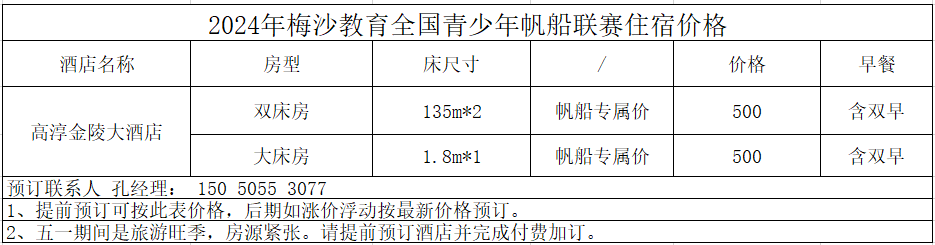 2024年梅沙教育全国青少年帆船联赛住宿价格
酒店名称 房型 床尺寸 / 价格 早餐
高淳金陵大酒店
双床房 135m*2 帆船专属价 500 含双早
大床房 1.8m*1 帆船专属价 500 含双早
预订联系人 孔经理: 150 5055 3077
1、提前预订可按此表价格，后期如涨价浮动按最新价格预订。
2、五一期间是旅游旺季，房源紧张。请提前预订酒店并完成付费加订。